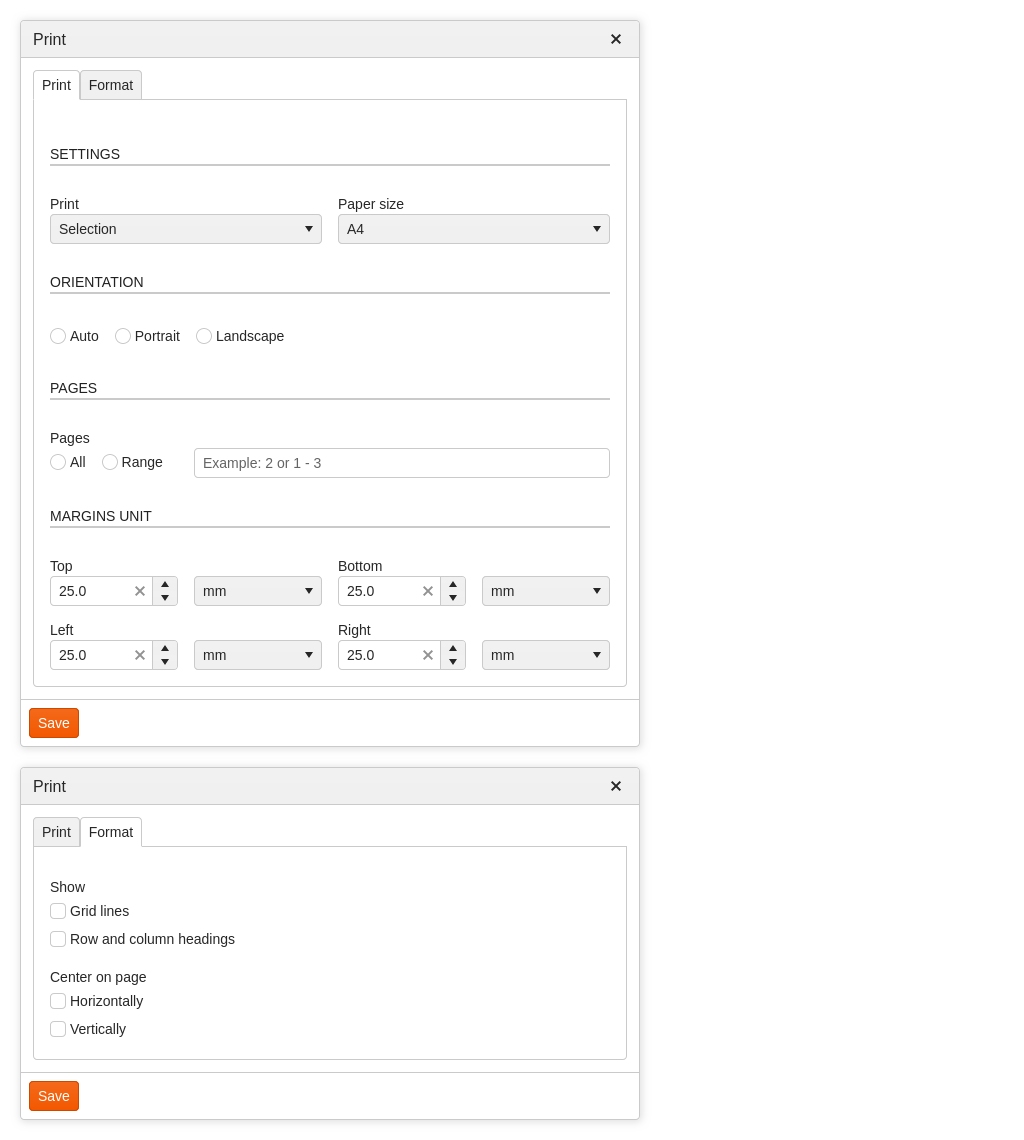 Print
Print Format
SETTINGS
Print Paper size
Selection A4
ORIENTATION
Auto Portrait Landscape
PAGES
Pages
All Range Example: 2 or 1 - 3
MARGINS UNIT
Top Bottom
25.0 mm 25.0 mm
Left Right
25.0 mm 25.0 mm
Save
Print
Print Format
Show
Grid lines
Row and column headings
Center on page
Horizontally
Vertically
Save